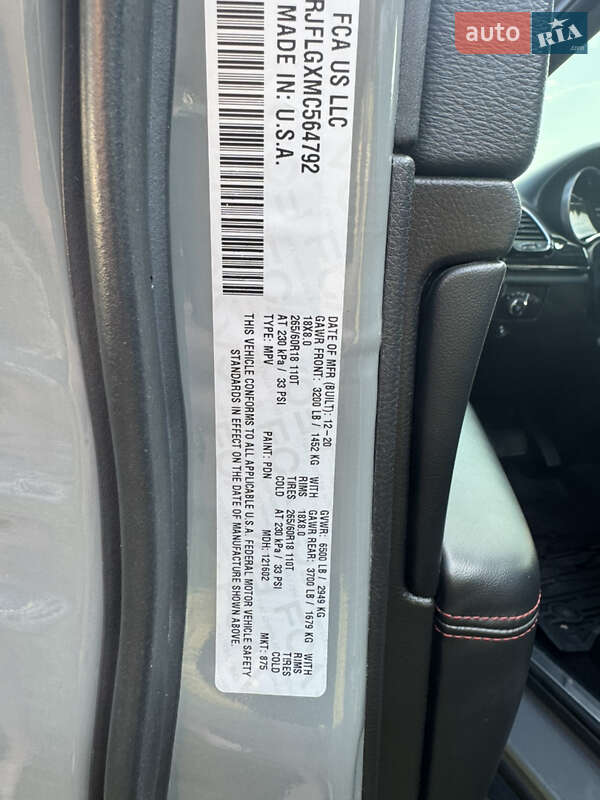 auto RIA .com
FCA US LLC
RJFLGXMC564792
MADE IN: U.S.A.
DATE OF MFR (BUILT): 12-20 GVWR: 6500 LB / 2949 KG
GAWR FRONT: 3200 LB / 1452 KG WITH GAWR REAR: 3700 LB / 1679 KG WITH
18X8.0 RIMS 18X8.0 RIMS
265/60R18 110T TIRES 265/60R18 110T TIRES
AT 230 kPa / 33 PSI COLD AT 230 kPa / 33 PSI COLD
TYPE: MPV PAINT: PDN MDH: 121602 MKT: 875
THIS VEHICLE CONFORMS TO ALL APPLICABLE U.S.A. FEDERAL MOTOR VEHICLE SAFETY
STANDARDS IN EFFECT ON THE DATE OF MANUFACTURE SHOWN ABOVE.